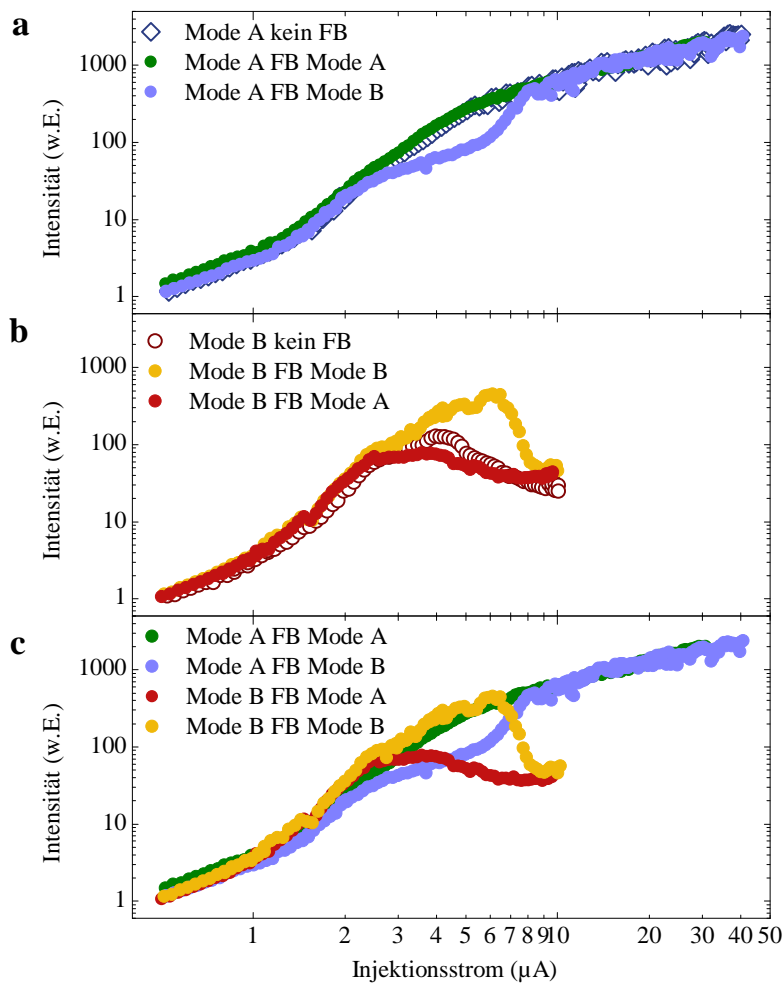 a
Mode A kein FB
Mode A FB Mode A
Mode A FB Mode B
1000
100
10
1
Intensität (w.E.)
b
Mode B kein FB
Mode B FB Mode B
Mode B FB Mode A
1000
100
10
1
Intensität (w.E.)
c
Mode A FB Mode A
Mode A FB Mode B
Mode B FB Mode A
Mode B FB Mode B
1000
100
10
1
Intensität (w.E.)
1 2 3 4 5 6 7 8 9 10 20 30 40 50
Injektionsstrom (µA)